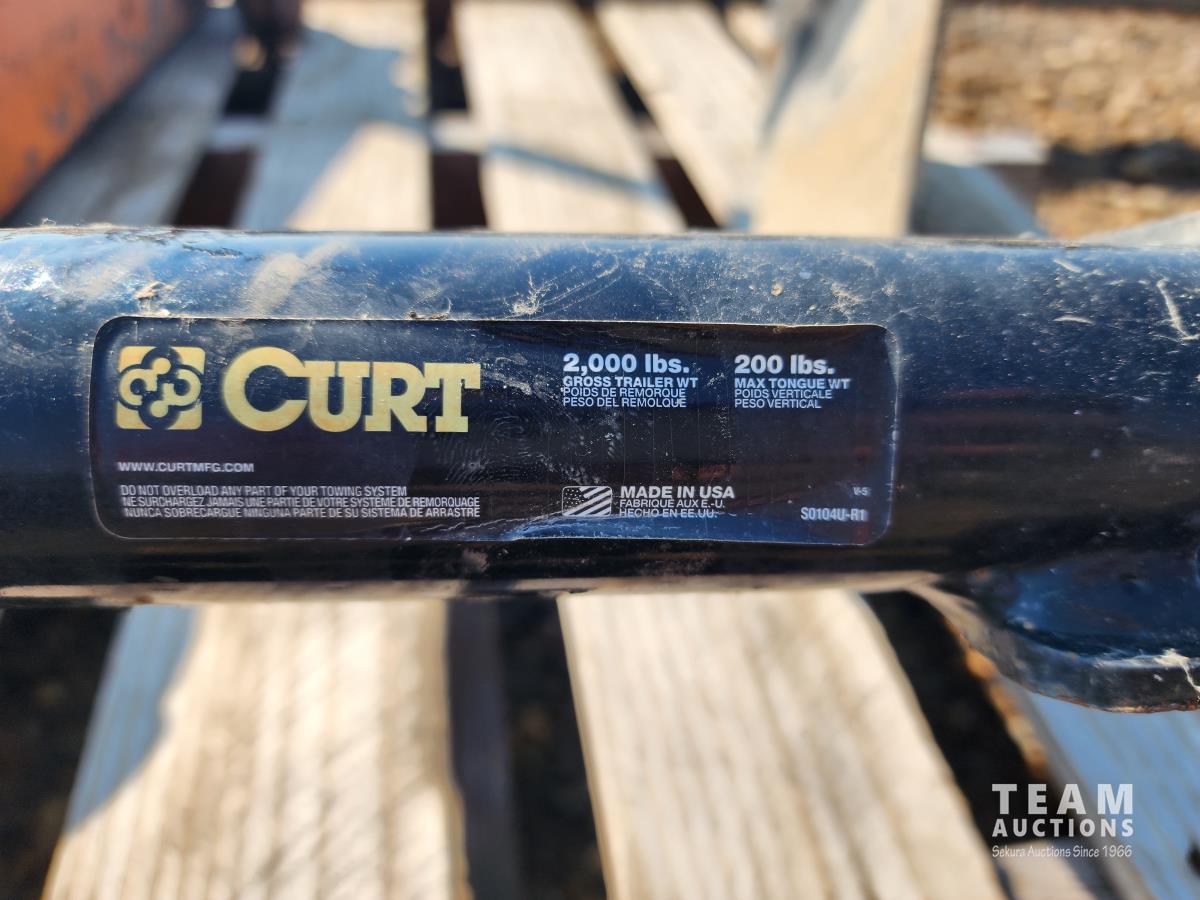 CURT
2,000 lbs.
GROSS TRAILER WT
POIDS DE REMORQUE
PESO DEL REMOLQUE
200 lbs.
MAX TONGUE WT
POIDS VERTICALE
PESO VERTICAL
WWW.CURTMFG.COM
DO NOT OVERLOAD ANY PART OF YOUR TOWING SYSTEM
NE SURCHARGEZ JAMAIS UNE PARTIE DE VOTRE SYSTEME DE REMORQUAGE
NUNCA SOBRECARGUE NINGUNA PARTE DE SU SISTEMA DE ARRASTRE
MADE IN USA
FABRIQUE AUX E.-U.
HECHO EN EE.UU.
V-5
S0104U-R1
TEAM
AUCTIONS
Sekura Auctions Since 1966